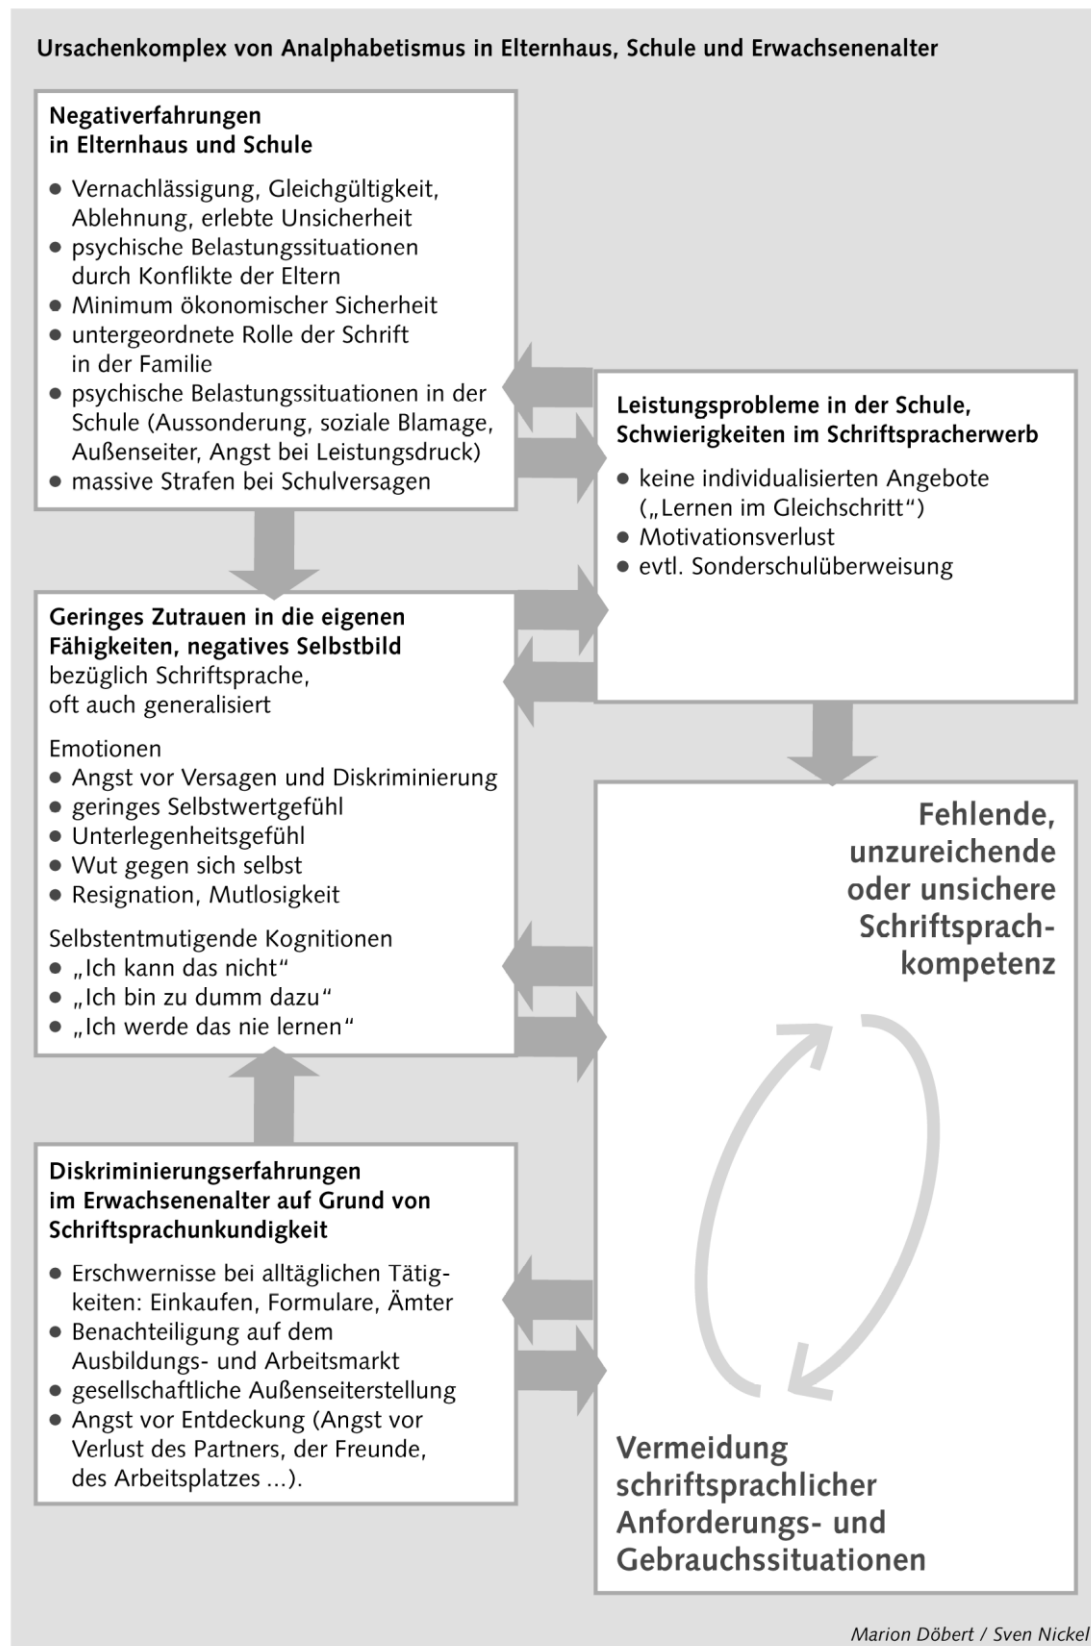 Ursachenkomplex von Analphabetismus in Elternhaus, Schule und Erwachsenenalter
Negativerfahrungen
in Elternhaus und Schule
● Vernachlässigung, Gleichgültigkeit,
Ablehnung, erlebte Unsicherheit
● psychische Belastungssituationen
durch Konflikte der Eltern
● Minimum ökonomischer Sicherheit
● untergeordnete Rolle der Schrift
in der Familie
● psychische Belastungssituationen in der
Schule (Aussonderung, soziale Blamage,
Außenseiter, Angst bei Leistungsdruck)
● massive Strafen bei Schulversagen
Leistungsprobleme in der Schule,
Schwierigkeiten im Schriftspracherwerb
● keine individualisierten Angebote
(„Lernen im Gleichschritt“)
● Motivationsverlust
● evtl. Sonderschulüberweisung
Geringes Zutrauen in die eigenen
Fähigkeiten, negatives Selbstbild
bezüglich Schriftsprache,
oft auch generalisiert
Emotionen
● Angst vor Versagen und Diskriminierung
● geringes Selbstwertgefühl
● Unterlegenheitsgefühl
● Wut gegen sich selbst
● Resignation, Mutlosigkeit
Selbstentmutigende Kognitionen
● „Ich kann das nicht“
● „Ich bin zu dumm dazu“
● „Ich werde das nie lernen“
Fehlende,
unzureichende
oder unsichere
Schriftsprach-
kompetenz
Diskriminierungserfahrungen
im Erwachsenenalter auf Grund von
Schriftsprachunkundigkeit
● Erschwernisse bei alltäglichen Tätig-
keiten: Einkaufen, Formulare, Ämter
● Benachteiligung auf dem
Ausbildungs- und Arbeitsmarkt
● gesellschaftliche Außenseiterstellung
● Angst vor Entdeckung (Angst vor
Verlust des Partners, der Freunde,
des Arbeitsplatzes ...).
Vermeidung
schriftsprachlicher
Anforderungs- und
Gebrauchssituationen
Marion Döbert / Sven Nickel